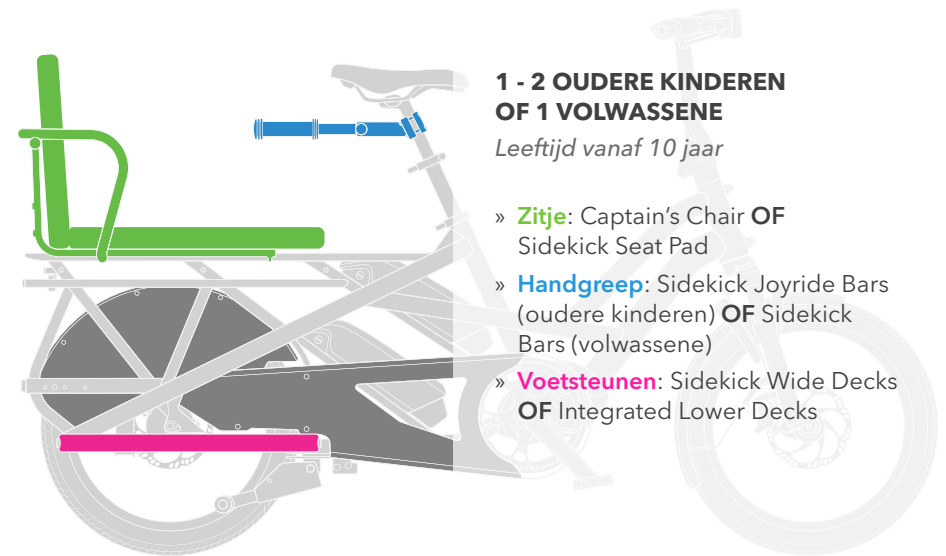 1 - 2 OUDERE KINDEREN
OF 1 VOLWASSENE
Leeftijd vanaf 10 jaar
» Zitje: Captain’s Chair OF
Sidekick Seat Pad
» Handgreep: Sidekick Joyride Bars
(oudere kinderen) OF Sidekick
Bars (volwassene)
» Voetsteunen: Sidekick Wide Decks
OF Integrated Lower Decks